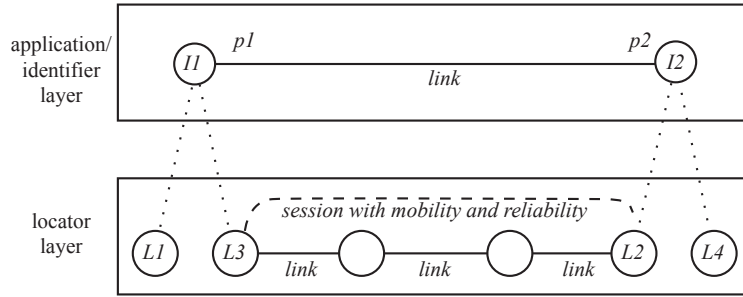 application/
identifier
layer
I1
p1
link
p2
I2
locator
layer
session with mobility and reliability
L1
L3
link
link
link
L2
L4